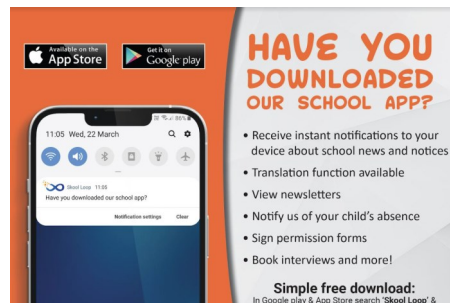 Available on the
App Store
Get it on
Google play
HAVE YOU
DOWNLOADED
OUR SCHOOL APP?
11:05 Wed, 22 March
86%
Skool Loop 11:05
Have you downloaded our school app?
Notification settings Clear
• Receive instant notifications to your
device about school news and notices
• Translation function available
• View newsletters
• Notify us of your child's absence
• Sign permission forms
• Book interviews and more!
Simple free download:
In Google play & App Store search 'Skool Loop' &